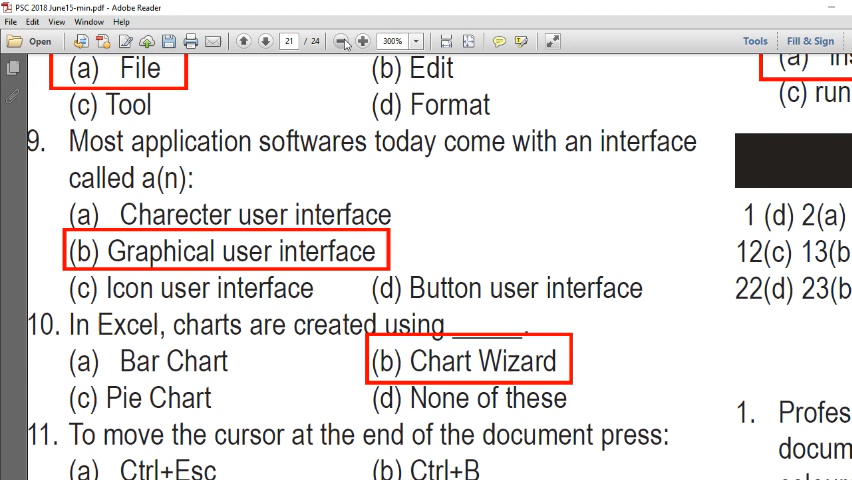 PSC 2018 June15-min.pdf - Adobe Reader
File Edit View Window Help
Open 21 / 24 300% Tools Fill & Sign
(a) File (b) Edit
(c) Tool (d) Format
9. Most application softwares today come with an interface
called a(n):
(a) Charecter user interface
(b) Graphical user interface
(c) Icon user interface (d) Button user interface
10. In Excel, charts are created using _____.
(a) Bar Chart (b) Chart Wizard
(c) Pie Chart (d) None of these
11. To move the cursor at the end of the document press:
(a) Ctrl+Esc (b) Ctrl+B
(a)
(c) run
1 (d) 2(a)
12(c) 13(b
22(d) 23(b
1. Profes
docum